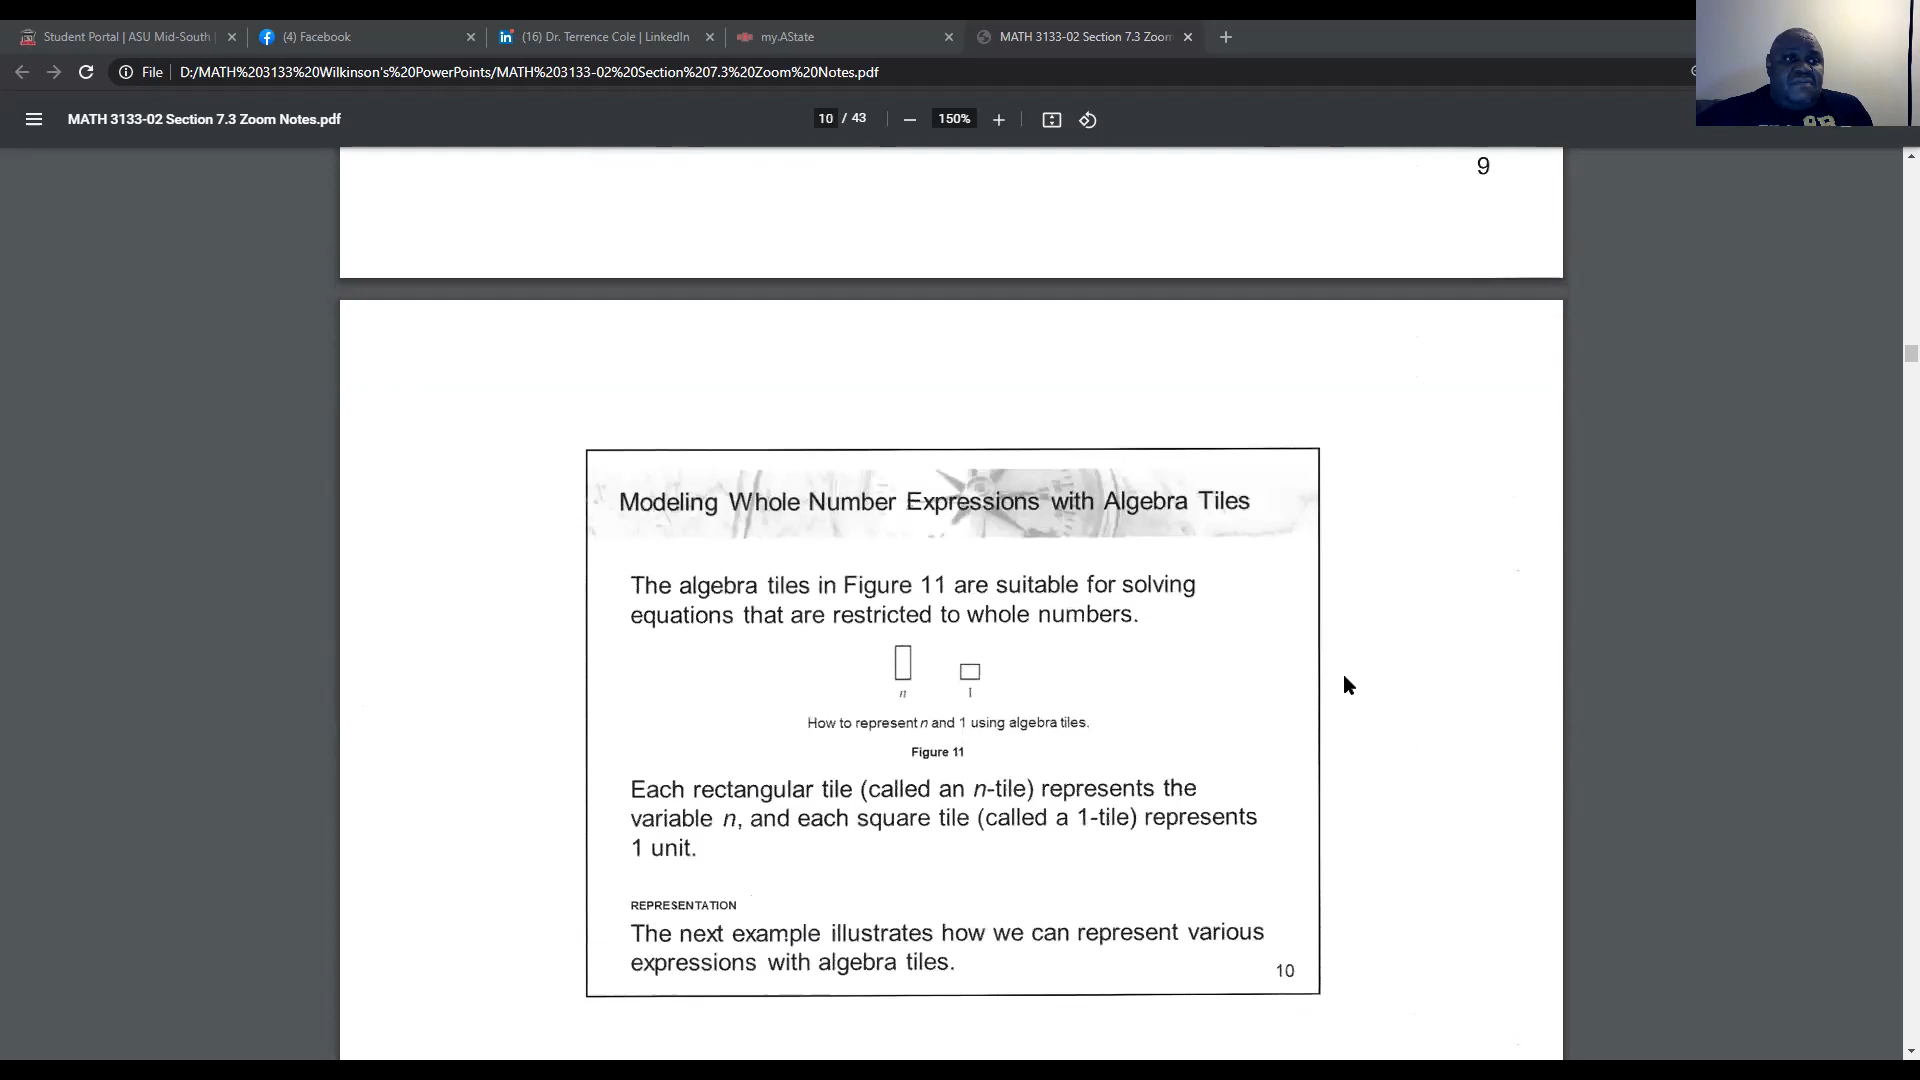 Student Portal | ASU Mid-South
(4) Facebook
(16) Dr. Terrence Cole | LinkedIn
my.AState
MATH 3133-02 Section 7.3 Zoom
File
D:/MATH%203133%20Wilkinson's%20PowerPoints/MATH%203133-02%20Section%207.3%20Zoom%20Notes.pdf
MATH 3133-02 Section 7.3 Zoom Notes.pdf
10 / 43
150%
9
Modeling Whole Number Expressions with Algebra Tiles
The algebra tiles in Figure 11 are suitable for solving
equations that are restricted to whole numbers.
n 1
How to represent n and 1 using algebra tiles.
Figure 11
Each rectangular tile (called an n-tile) represents the
variable n, and each square tile (called a 1-tile) represents
1 unit.
REPRESENTATION
The next example illustrates how we can represent various
expressions with algebra tiles.
10